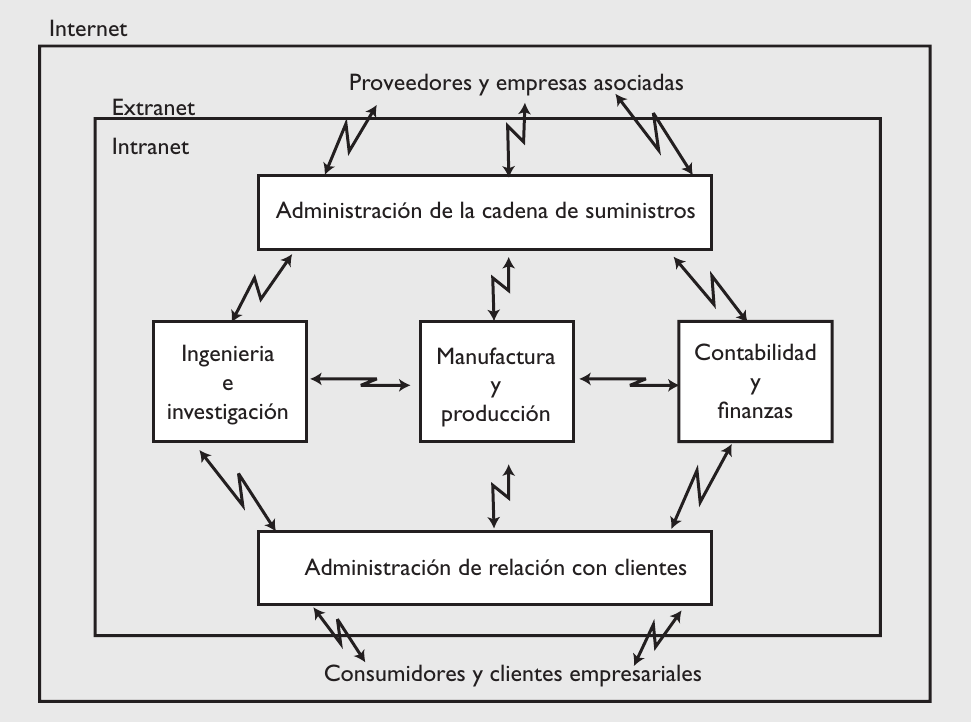 Internet
Proveedores y empresas asociadas
Extranet
Intranet
Administración de la cadena de suministros
Ingenieria
e
investigación
Manufactura
y
producción
Contabilidad
y
finanzas
Administración de relación con clientes
Consumidores y clientes empresariales